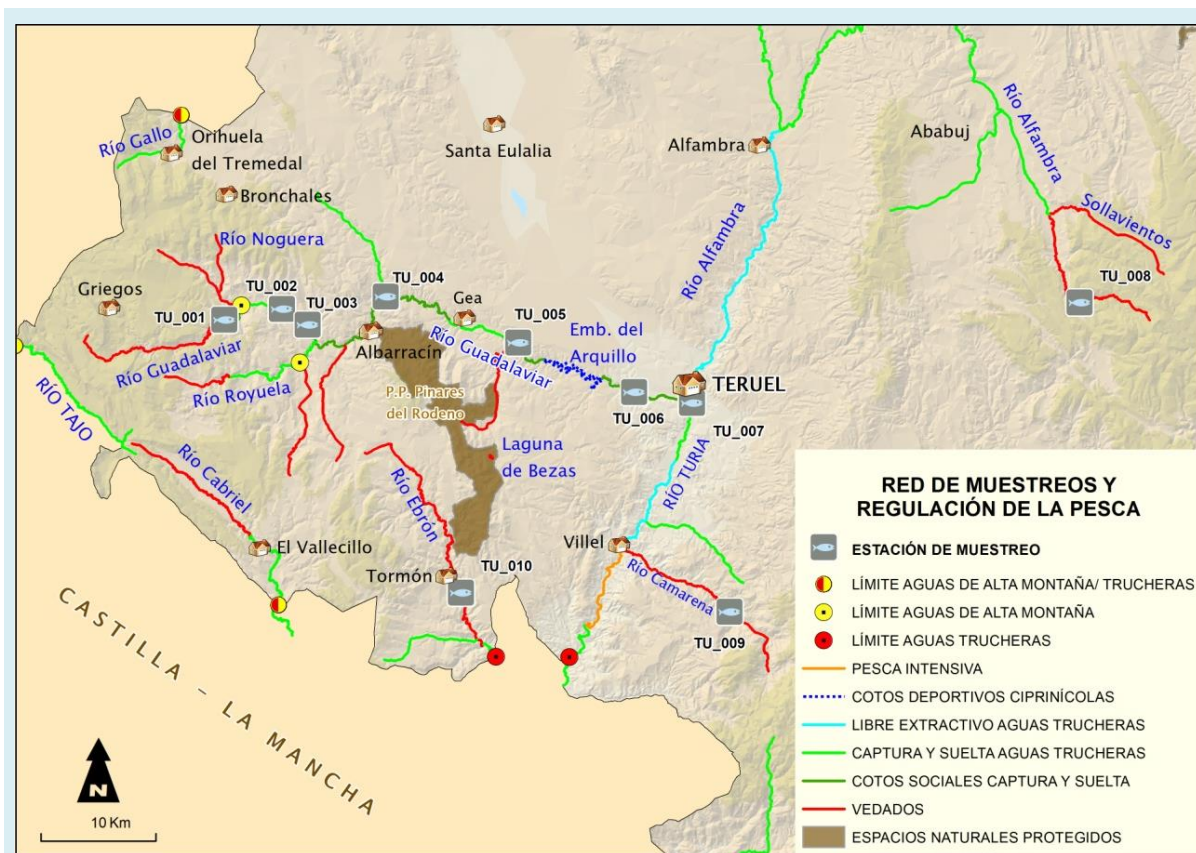 Río Gallo
Orihuela
del Tremedal
Bronchales
Santa Eulalia
Alfambra
Río Alfambra
Ababuj
Río Alfambra
Sollavientos
Río Noguera
Griegos
TU_001
TU_002
TU_003
TU_004
Gea
TU_005
TU_008
Río Guadalaviar
Albarracín
Río Guadalaviar
Emb. del
Arquillo
TERUEL
TU_006
TU_007
Río Royuela
P.P. Pinares
del Rodeno
RÍO TAJO
Río Cabriel
Río Ebrón
Laguna
de Bezas
RÍO TURIA
El Vallecillo
Tormón
TU_010
Villel
Río Camarena
TU_009
CASTILLA - LA MANCHA
N
10 Km
RED DE MUESTREOS Y
REGULACIÓN DE LA PESCA
ESTACIÓN DE MUESTREO
LÍMITE AGUAS DE ALTA MONTAÑA/ TRUCHERAS
LÍMITE AGUAS DE ALTA MONTAÑA
LÍMITE AGUAS TRUCHERAS
PESCA INTENSIVA
COTOS DEPORTIVOS CIPRINÍCOLAS
LIBRE EXTRACTIVO AGUAS TRUCHERAS
CAPTURA Y SUELTA AGUAS TRUCHERAS
COTOS SOCIALES CAPTURA Y SUELTA
VEDADOS
ESPACIOS NATURALES PROTEGIDOS